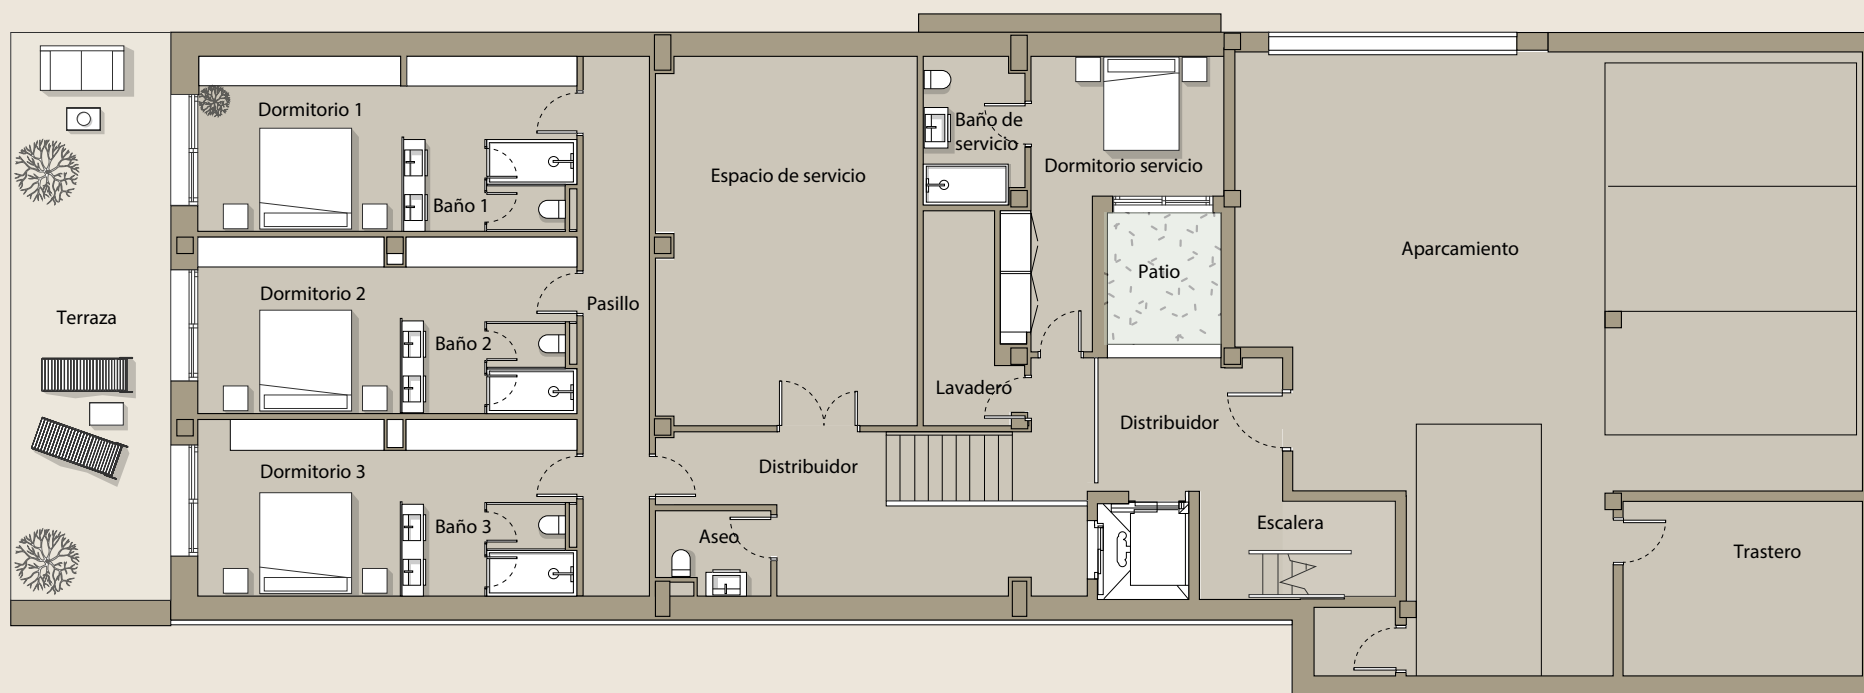 Dormitorio 1
Baño 1
Dormitorio 2
Baño 2
Dormitorio 3
Baño 3
Terraza
Pasillo
Espacio de servicio
Baño de
servicio
Dormitorio servicio
Patio
Lavadero
Distribuidor
Distribuidor
Aseo
Escalera
Aparcamiento
Trastero